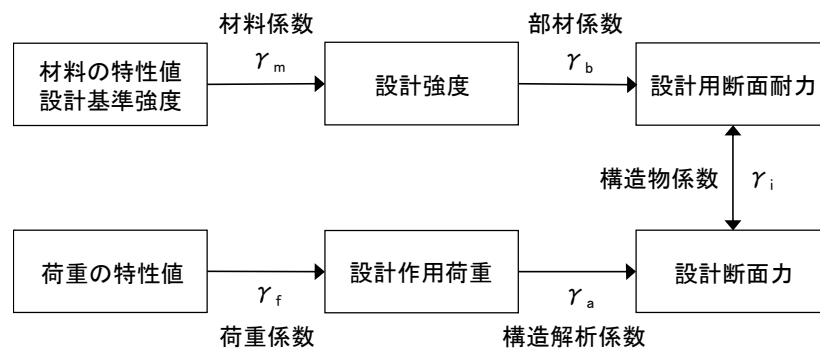 材料係数
部材係数
材料の特性値
設計基準強度
γm
設計強度
γb
設計用断面耐力
構造物係数
γi
荷重の特性値
設計作用荷重
設計断面力
γf
γa
荷重係数
構造解析係数